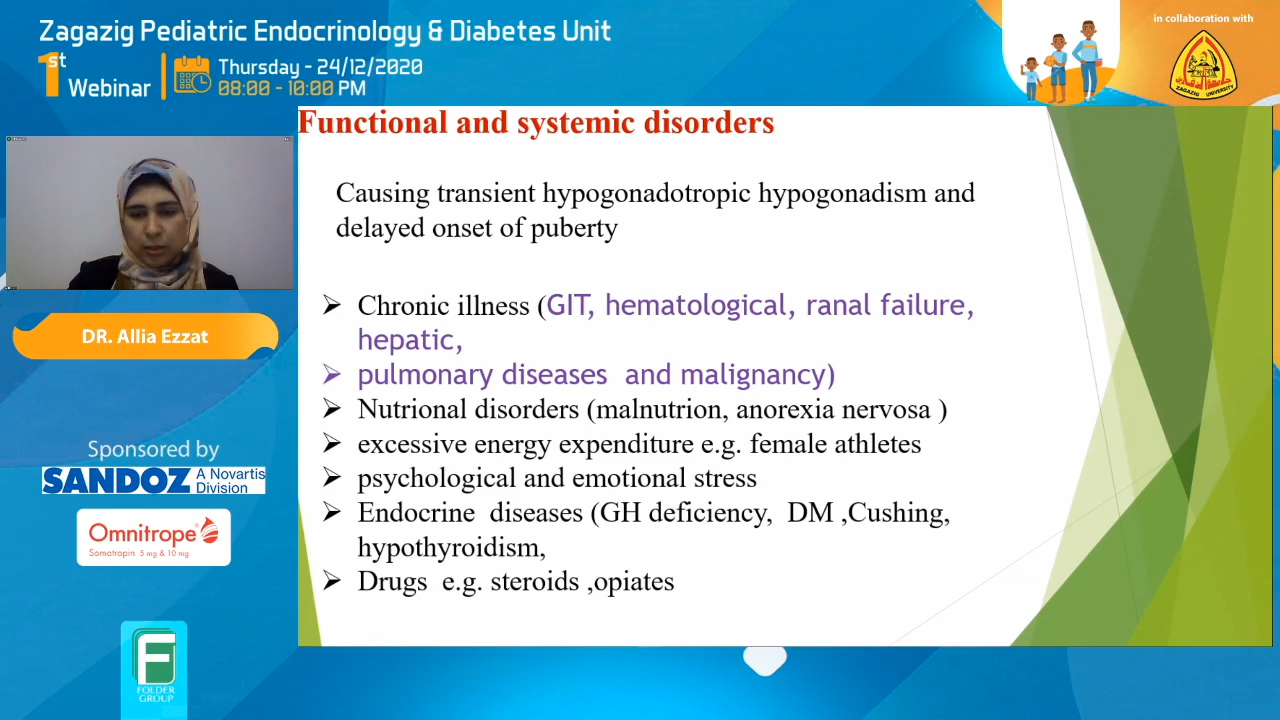 Zagazig Pediatric Endocrinology & Diabetes Unit
1st Webinar
Thursday - 24/12/2020
08:00 - 10:00 PM
in collaboration with
ZAGAZIG UNIVERSITY
Functional and systemic disorders
Causing transient hypogonadotropic hypogonadism and
delayed onset of puberty
➢ Chronic illness (GIT, hematological, ranal failure,
hepatic,
➢ pulmonary diseases and malignancy)
➢ Nutrional disorders (malnutrion, anorexia nervosa )
➢ excessive energy expenditure e.g. female athletes
➢ psychological and emotional stress
➢ Endocrine diseases (GH deficiency, DM ,Cushing,
hypothyroidism,
➢ Drugs e.g. steroids ,opiates
DR. Allia Ezzat
Sponsored by
SANDOZ A Novartis
Division
Omnitrope
Somatropin 5 mg & 10 mg
FOLDER
GROUP